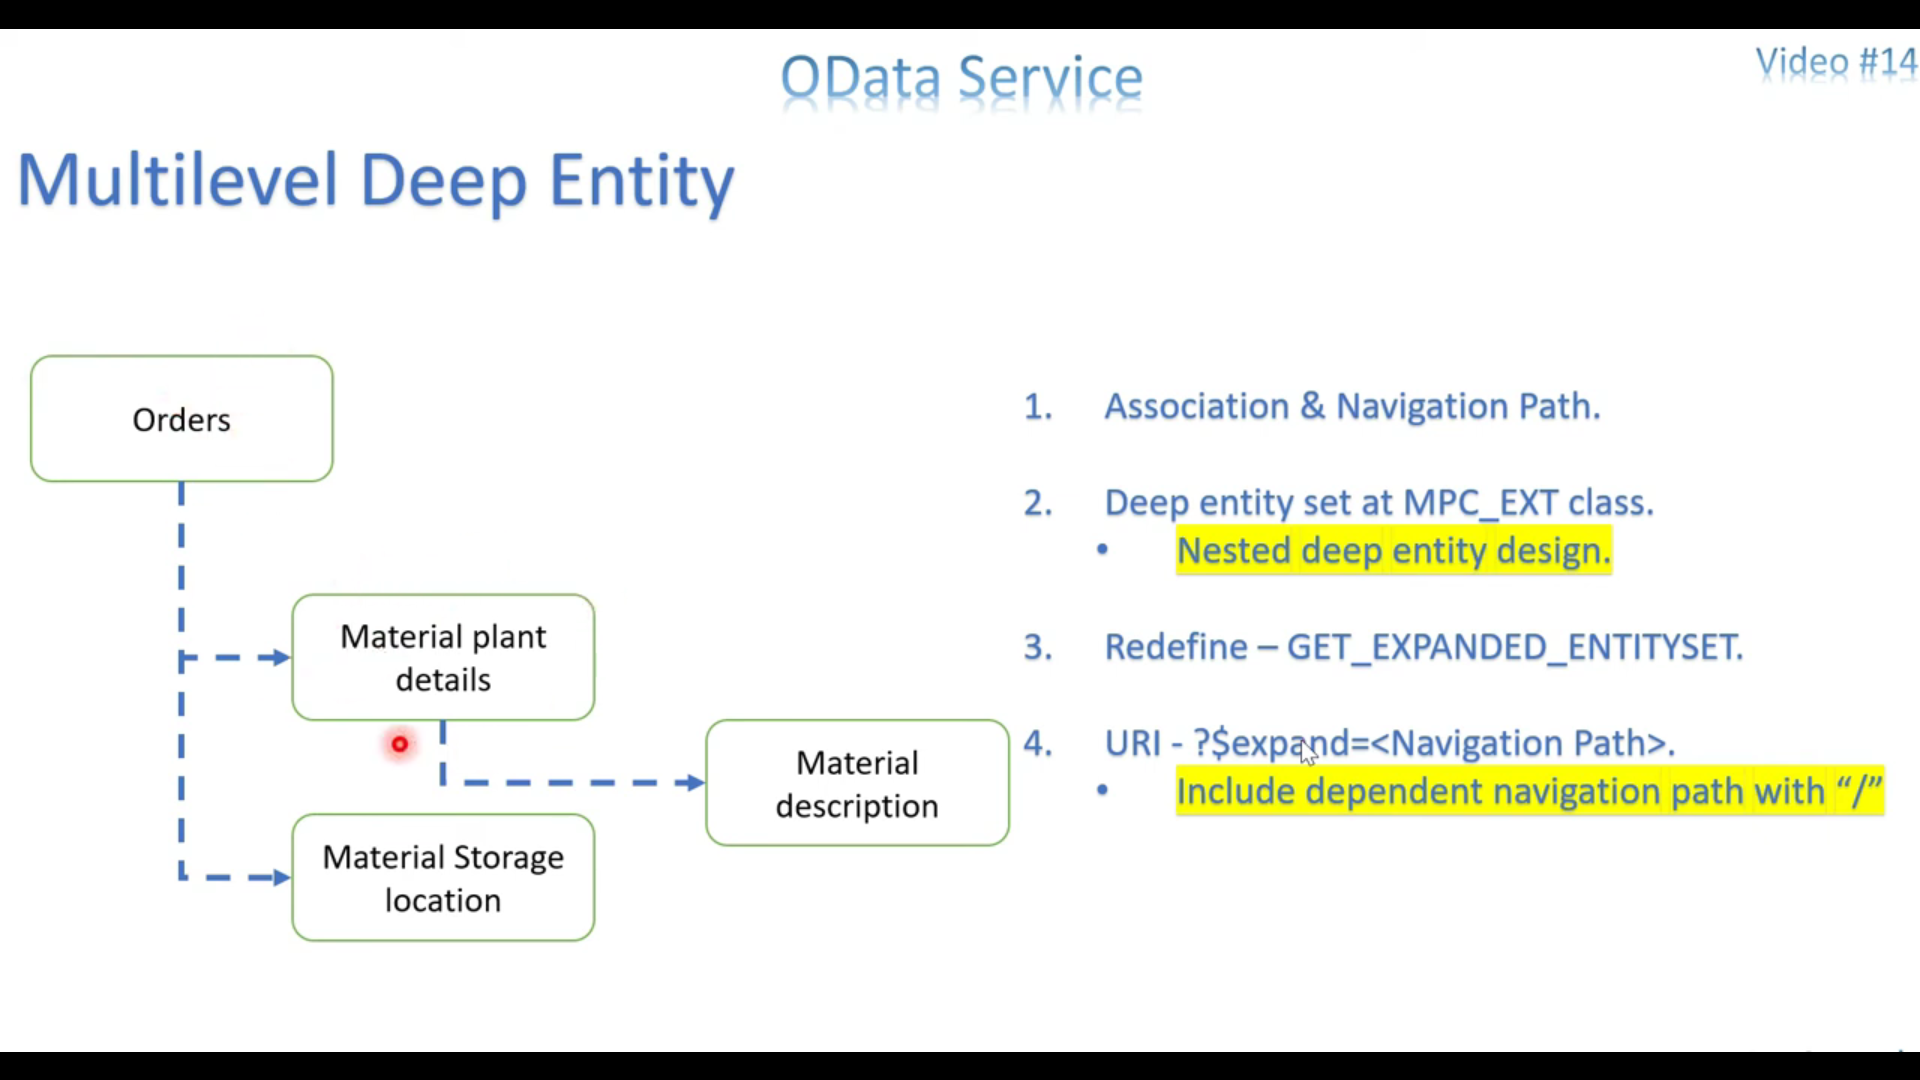 OData Service
Video #14
Multilevel Deep Entity
Orders
Material plant
details
Material
description
Material Storage
location
1. Association & Navigation Path.
2. Deep entity set at MPC_EXT class.
• Nested deep entity design.
3. Redefine – GET_EXPANDED_ENTITYSET.
4. URI - ?$expand=<Navigation Path>.
• Include dependent navigation path with “/”